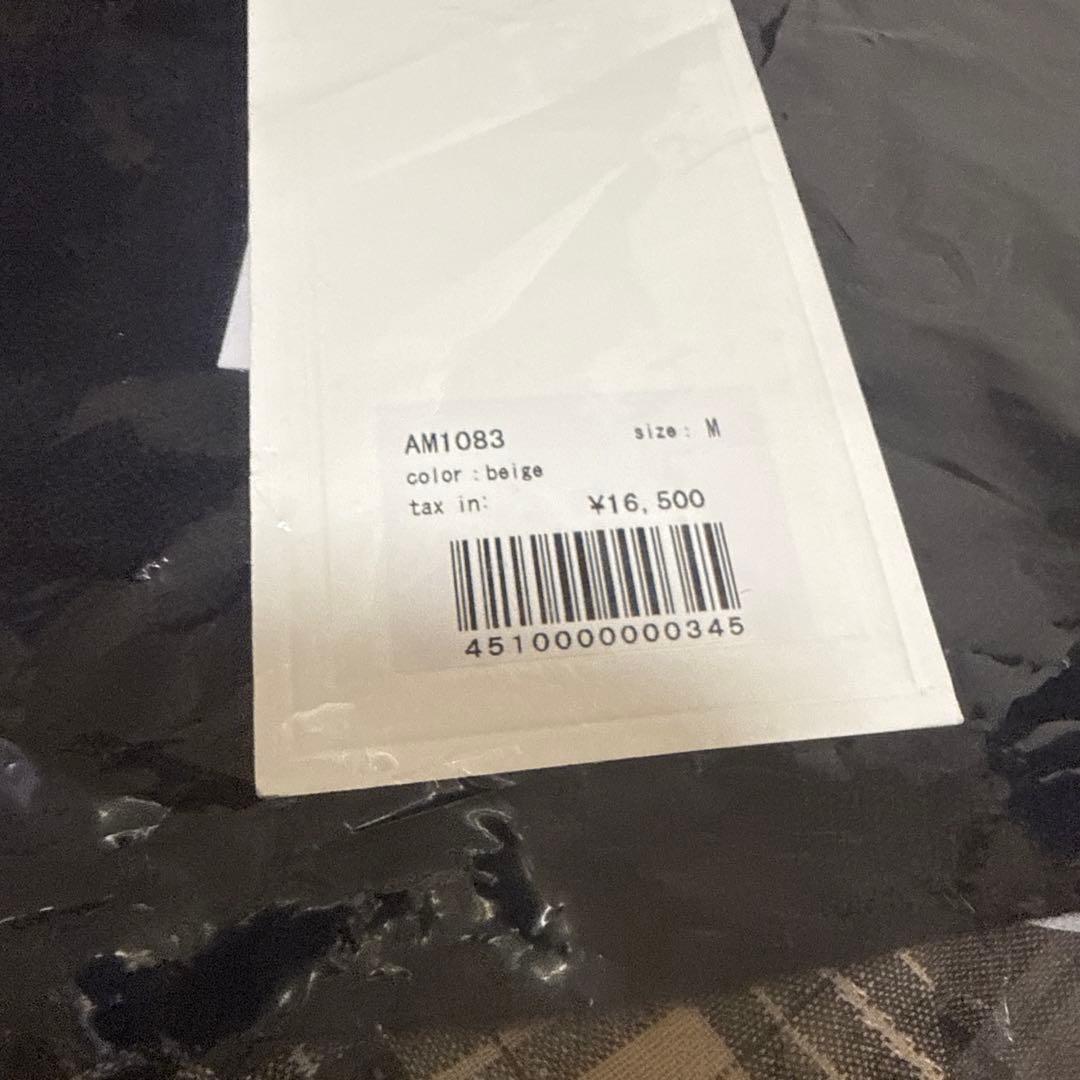 AM1083 size: M
color:beige
tax in: ¥16,500
4510000000345